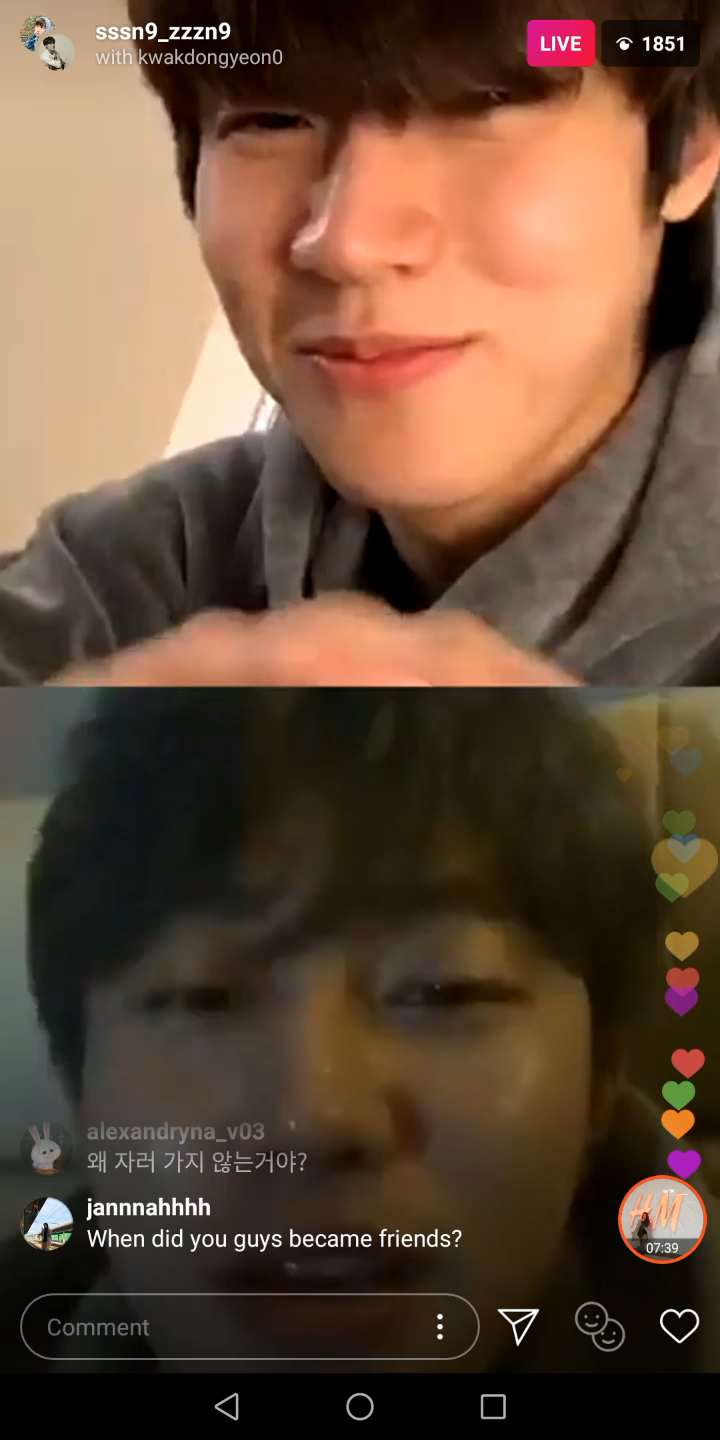 sssn9_zzzn9
with kwakdongyeon0
LIVE
1851
alexandryna_v03
왜 자러 가지 않는거야?
jannnahhhh
When did you guys became friends?
HM
07:39
Comment